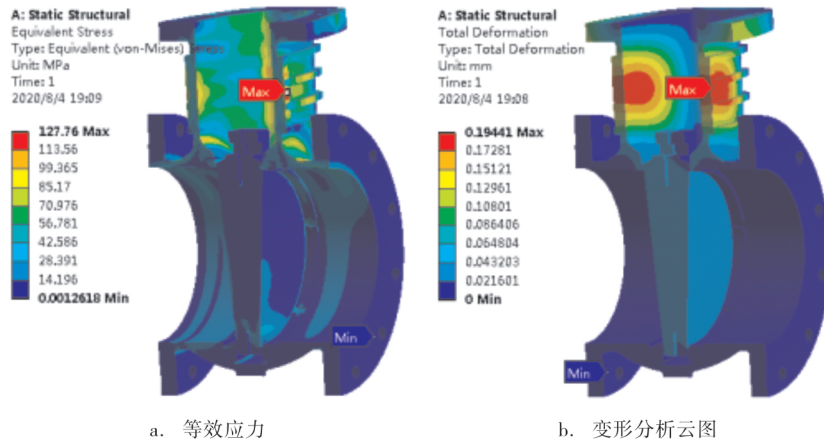 A: Static Structural
Equivalent Stress
Type: Equivalent (von-Mises) Stress
Unit: MPa
Time: 1
2020/8/4 19:09
127.76 Max
113.56
99.365
85.17
70.976
56.781
42.586
28.391
14.196
0.0012618 Min
Max
Min
a. 等效应力
A: Static Structural
Total Deformation
Type: Total Deformation
Unit: mm
Time: 1
2020/8/4 19:08
0.19441 Max
0.17281
0.15121
0.12961
0.10801
0.086406
0.064804
0.043203
0.021601
0 Min
Max
Min
b. 变形分析云图